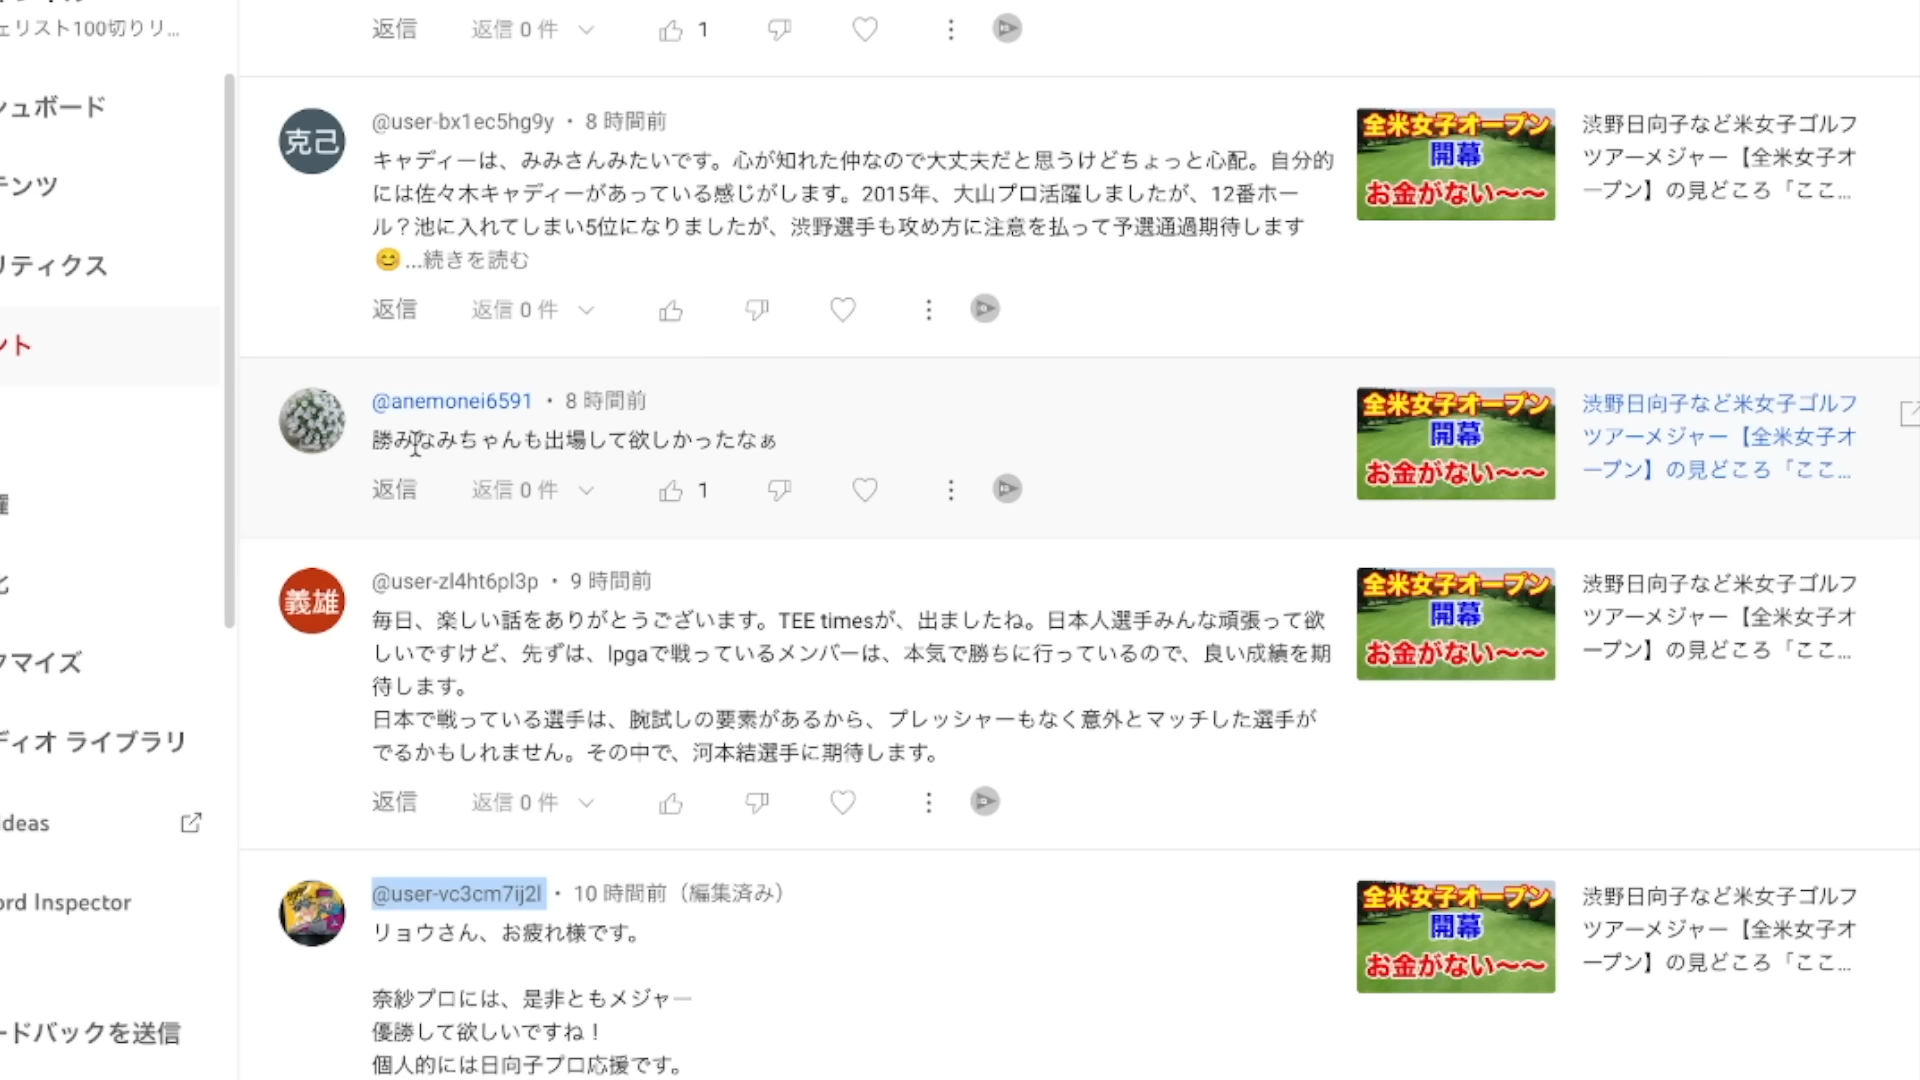 ェリスト100切りリ...
ュボード
テンツ
リティクス
ント
クマイズ
ディオ ライブラリ
Ideas
ord Inspector
ードバックを送信
返信 返信 0 件 1
克己
@user-bx1ec5hg9y ・ 8 時間前
キャディーは、みみさんみたいです。心が知れた仲なので大丈夫だと思うけどちょっと心配。自分的
には佐々木キャディーがあっている感じがします。2015年、大山プロ活躍しましたが、12番ホー
ル？池に入れてしまい5位になりましたが、渋野選手も攻め方に注意を払って予選通過期待します
😊 ...続きを読む
返信 返信 0 件
全米女子オープン
開幕
お金がない〜〜
渋野日向子など米女子ゴルフ
ツアーメジャー【全米女子オ
ープン】の見どころ「ここ...
@anemonei6591 ・ 8 時間前
勝みなみちゃんも出場して欲しかったなぁ
返信 返信 0 件 1
全米女子オープン
開幕
お金がない〜〜
渋野日向子など米女子ゴルフ
ツアーメジャー【全米女子オ
ープン】の見どころ「ここ...
義雄
@user-zl4ht6pl3p ・ 9 時間前
毎日、楽しい話をありがとうございます。TEE timesが、出ましたね。日本人選手みんな頑張って欲
しいですけど、先ずは、lpgaで戦っているメンバーは、本気で勝ちに行っているので、良い成績を期
待します。
日本で戦っている選手は、腕試しの要素があるから、プレッシャーもなく意外とマッチした選手が
でるかもしれません。その中で、河本結選手に期待します。
返信 返信 0 件
全米女子オープン
開幕
お金がない〜〜
渋野日向子など米女子ゴルフ
ツアーメジャー【全米女子オ
ープン】の見どころ「ここ...
@user-vc3cm7ij2l ・ 10 時間前（編集済み）
リョウさん、お疲れ様です。
奈紗プロには、是非ともメジャー
優勝して欲しいですね！
個人的には日向子プロ応援です。
全米女子オープン
開幕
お金がない〜〜
渋野日向子など米女子ゴルフ
ツアーメジャー【全米女子オ
ープン】の見どころ「ここ...